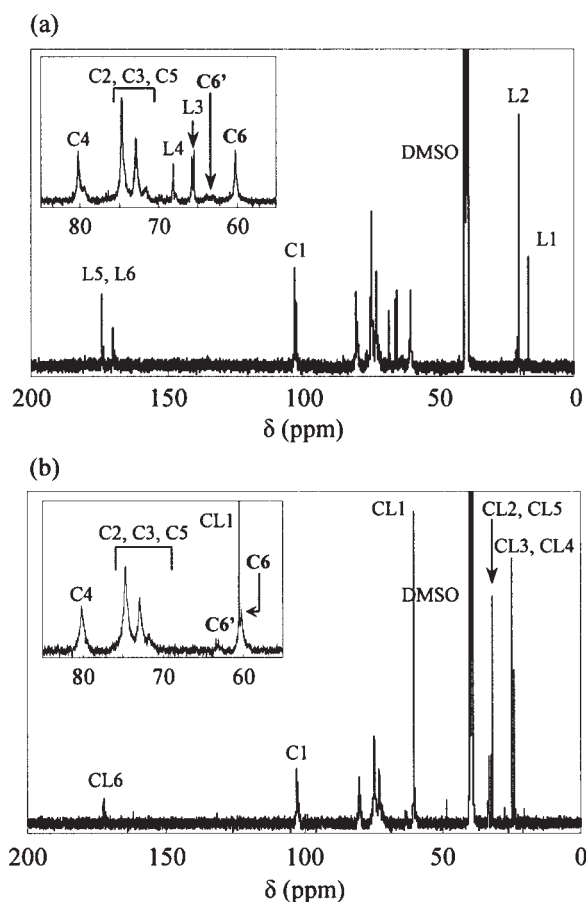 (a)
C2, C3, C5
C6'
L3
C4
L4
C6
80
70
60
DMSO
L2
L1
L5, L6
C1
200
150
100
50
0
δ (ppm)
(b)
C2, C3, C5
CL1
C6
C4
C6'
80
70
60
CL1
CL2, CL5
CL3, CL4
DMSO
C1
CL6
200
150
100
50
0
δ (ppm)